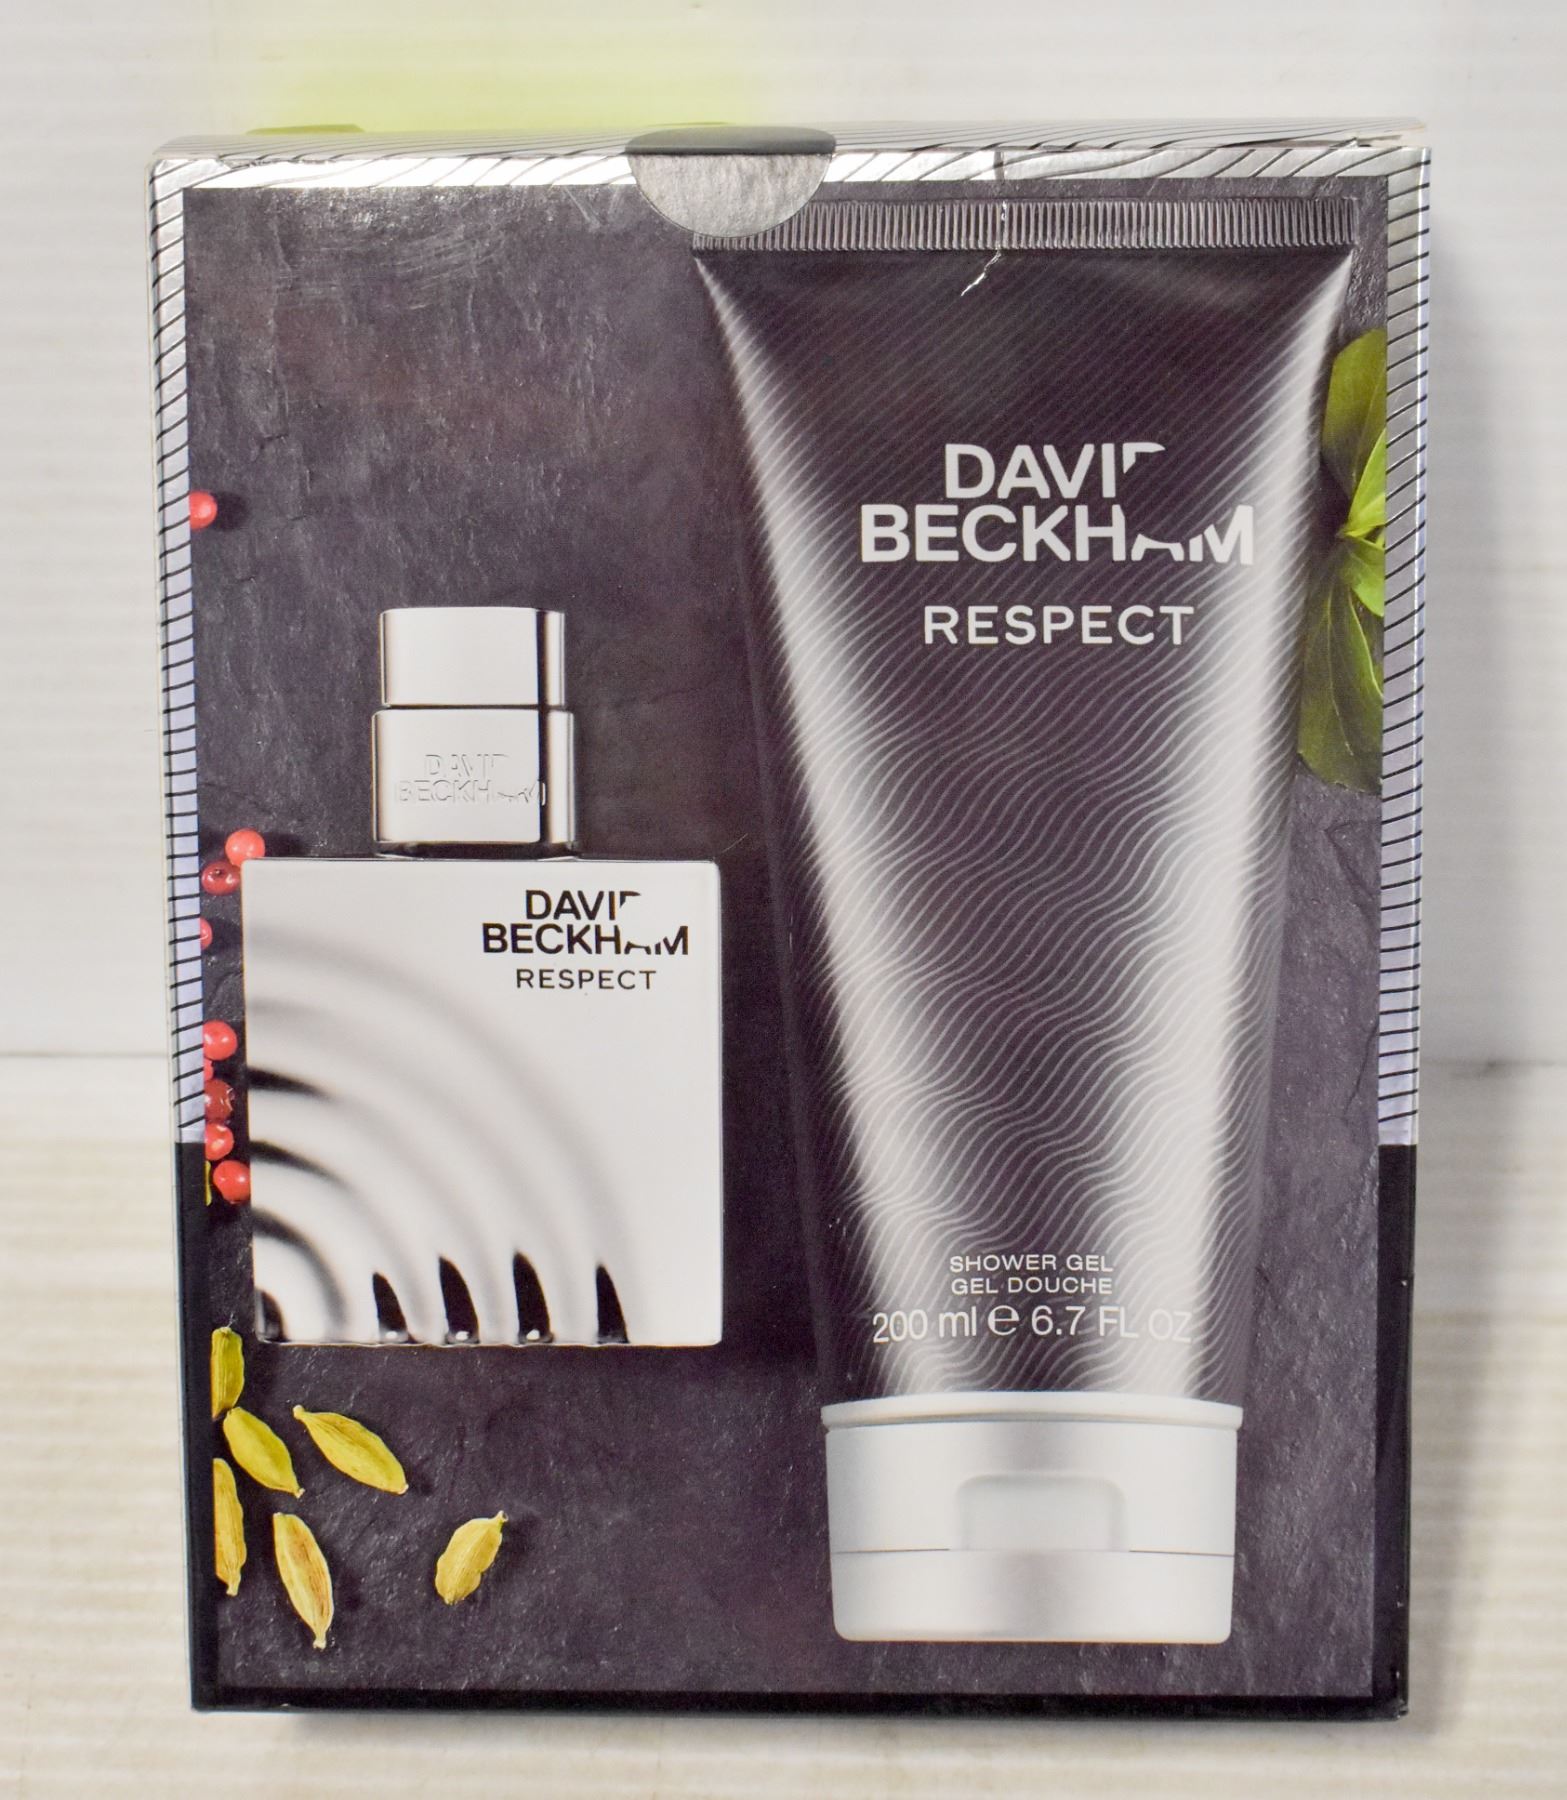 DAVID
BECKHAM
RESPECT
DAVID
BECKHAM
DAVID
BECKHAM
RESPECT
SHOWER GEL
GEL DOUCHE
200 ml e 6.7 FL OZ